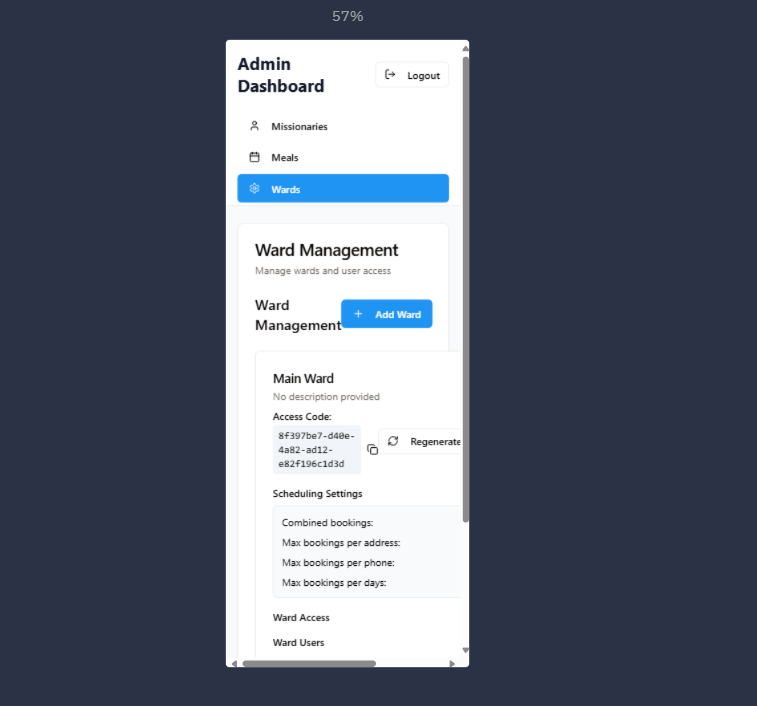 57%
Admin
Dashboard
Logout
Missionaries
Meals
Wards
Ward Management
Manage wards and user access
Ward
Management
Add Ward
Main Ward
No description provided
Access Code:
8f397be7-d40e-
4a82-ad12-
e82f196c1d3d
Regenerate
Scheduling Settings
Combined bookings:
Max bookings per address:
Max bookings per phone:
Max bookings per days:
Ward Access
Ward Users